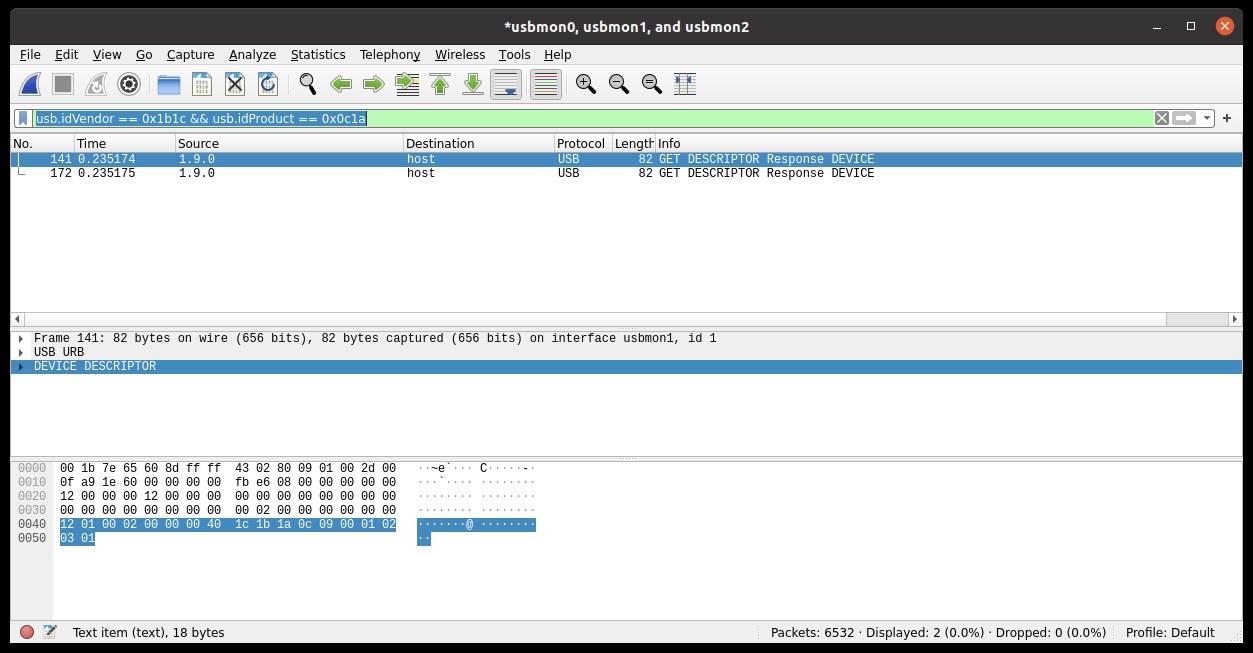 *usbmon0, usbmon1, and usbmon2
File Edit View Go Capture Analyze Statistics Telephony Wireless Tools Help
usb.idVendor == 0x1b1c && usb.idProduct == 0x0c1a
No. Time Source Destination Protocol Length Info
141 0.235174 1.9.0 host USB 82 GET DESCRIPTOR Response DEVICE
172 0.235175 1.9.0 host USB 82 GET DESCRIPTOR Response DEVICE
Frame 141: 82 bytes on wire (656 bits), 82 bytes captured (656 bits) on interface usbmon1, id 1
USB URB
DEVICE DESCRIPTOR
0000 00 1b 7e 65 60 8d ff ff 43 02 80 09 01 00 2d 00 ··~e`··· C·····-·
0010 0f a9 1e 60 00 00 00 00 fb e6 08 00 00 00 00 00 ···`···· ········
0020 12 00 00 00 12 00 00 00 00 00 00 00 00 00 00 00 ········ ········
0030 00 00 00 00 00 00 00 00 00 02 00 00 00 00 00 00 ········ ········
0040 12 01 00 02 00 00 00 40 1c 1b 1a 0c 09 00 01 02 ·······@ ········
0050 03 01 ··
Text item (text), 18 bytes Packets: 6532 · Displayed: 2 (0.0%) · Dropped: 0 (0.0%) Profile: Default